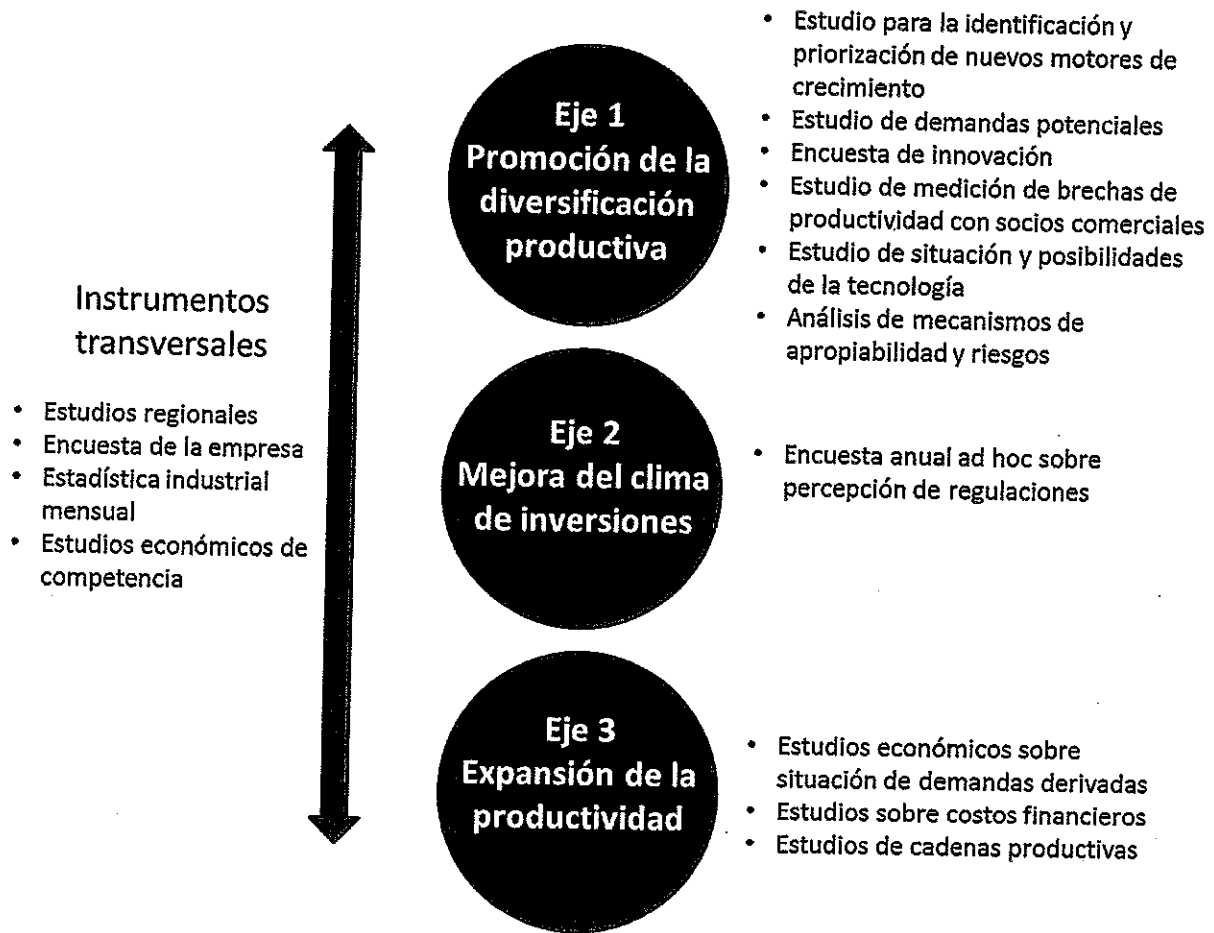 Instrumentos
transversales
• Estudios regionales
• Encuesta de la empresa
• Estadística industrial
mensual
• Estudios económicos de
competencia
Eje 1
Promoción de la
diversificación
productiva
• Estudio para la identificación y
priorización de nuevos motores de
crecimiento
• Estudio de demandas potenciales
• Encuesta de innovación
• Estudio de medición de brechas de
productividad con socios comerciales
• Estudio de situación y posibilidades
de la tecnología
• Análisis de mecanismos de
apropiabilidad y riesgos
Eje 2
Mejora del clima
de inversiones
• Encuesta anual ad hoc sobre
percepción de regulaciones
Eje 3
Expansión de la
productividad
• Estudios económicos sobre
situación de demandas derivadas
• Estudios sobre costos financieros
• Estudios de cadenas productivas